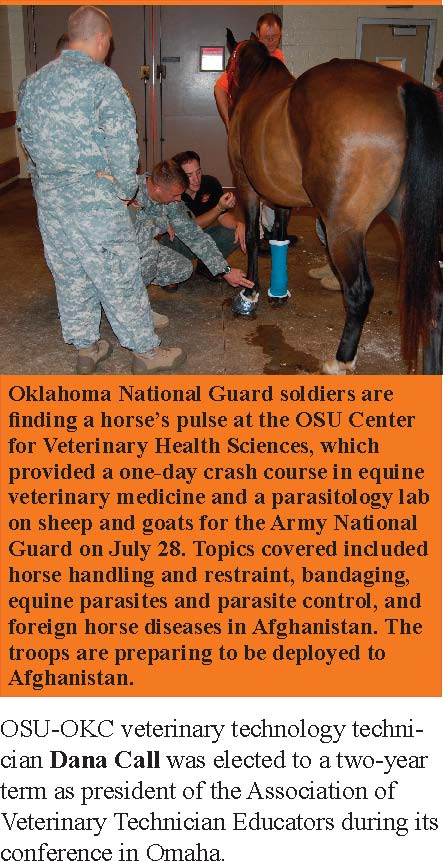 Oklahoma National Guard soldiers are
finding a horse's pulse at the OSU Center
for Veterinary Health Sciences, which
provided a one-day crash course in equine
veterinary medicine and a parasitology lab
on sheep and goats for the Army National
Guard on July 28. Topics covered included
horse handling and restraint, bandaging,
equine parasites and parasite control, and
foreign horse diseases in Afghanistan. The
troops are preparing to be deployed to
Afghanistan.
OSU-OKC veterinary technology techni-
cian Dana Call was elected to a two-year
term as president of the Association of
Veterinary Technician Educators during its
conference in Omaha.